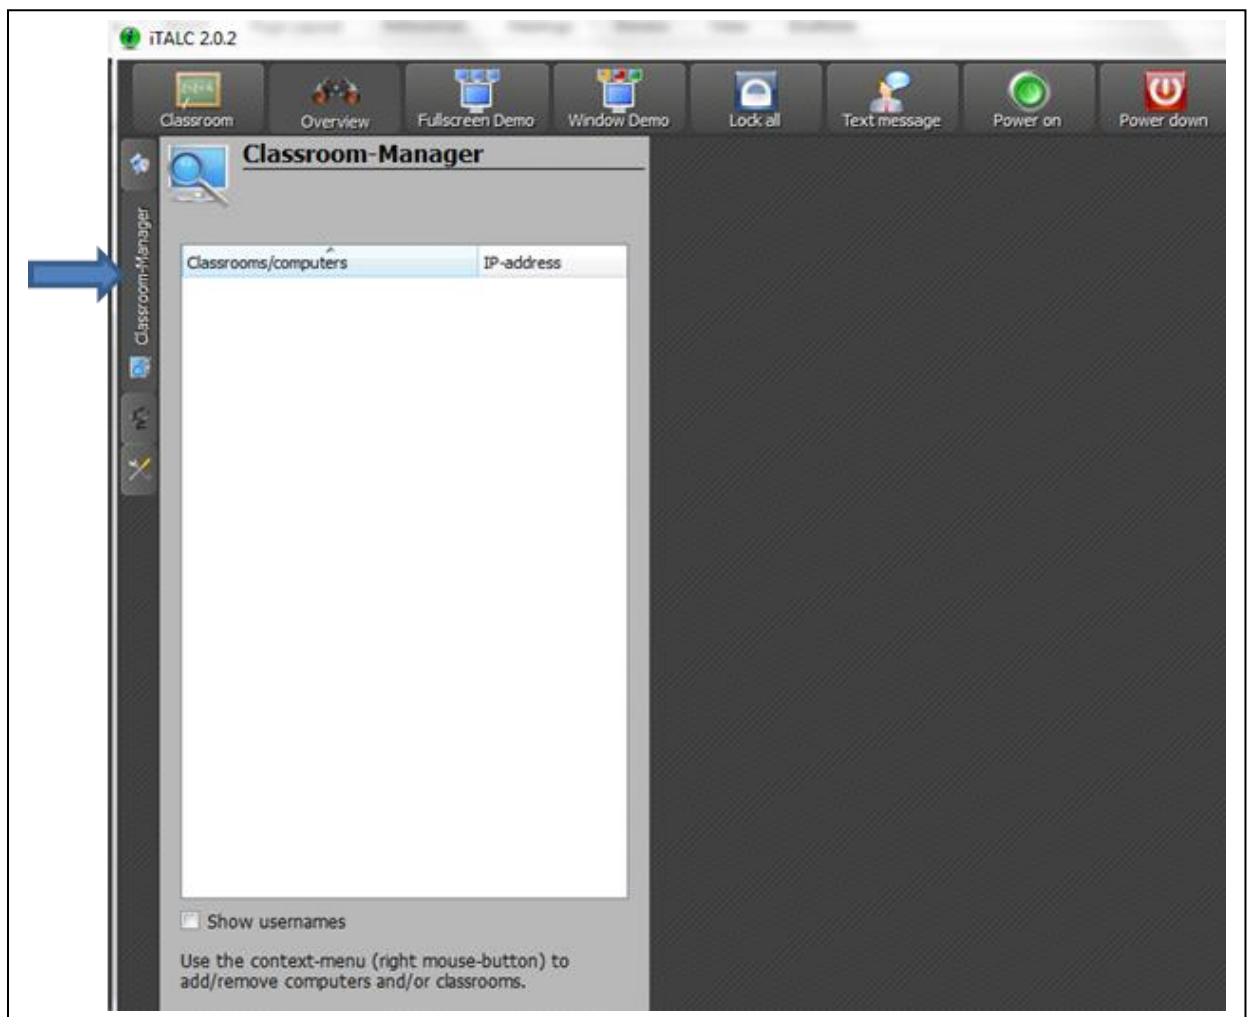 iTALC 2.0.2
Classroom Overview Fullscreen Demo Window Demo Lock all Text message Power on Power down
Classroom-Manager
Classroom-Manager
Classrooms/computers IP-address
Show usernames
Use the context-menu (right mouse-button) to
add/remove computers and/or classrooms.